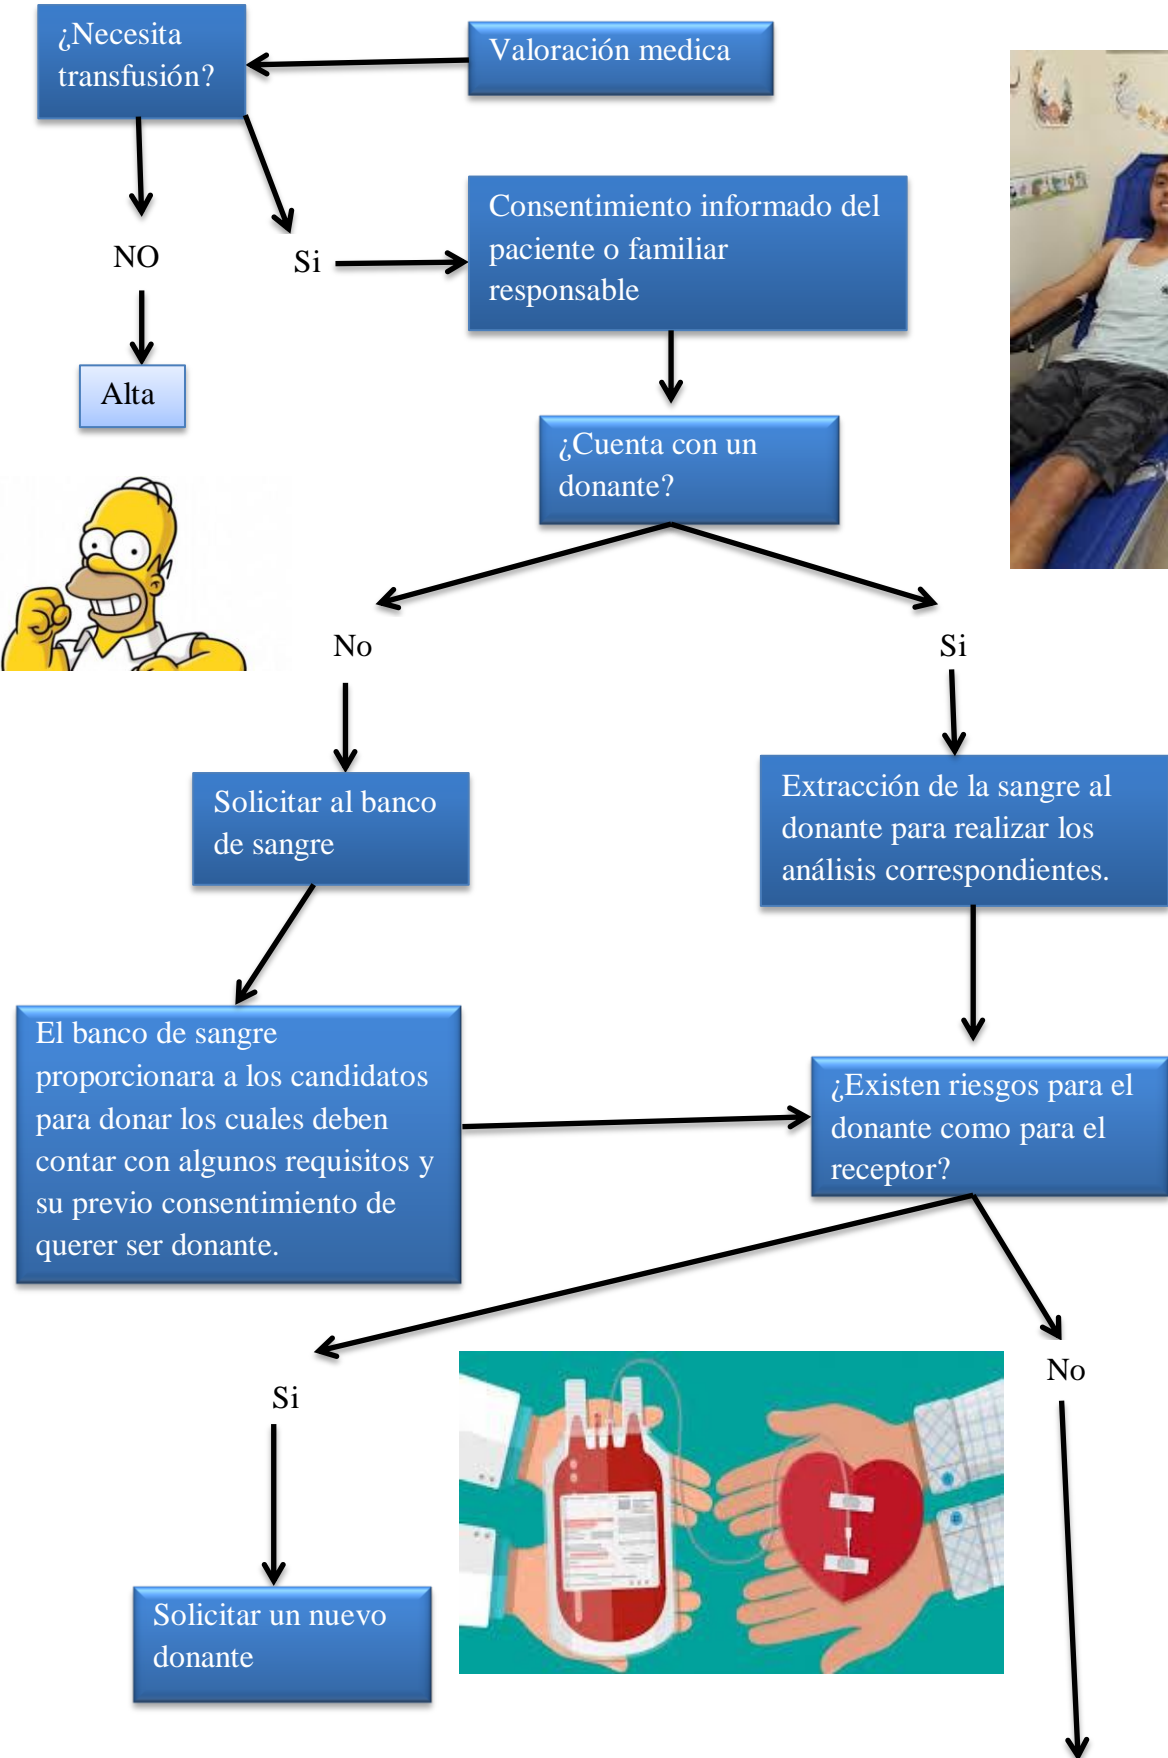 ¿Necesita
transfusión?
Valoración medica
Consentimiento informado del
paciente o familiar
responsable
NO
Si
Alta
¿Cuenta con un
donante?
No
Si
Solicitar al banco
de sangre
Extracción de la sangre al
donante para realizar los
análisis correspondientes.
El banco de sangre
proporcionara a los candidatos
para donar los cuales deben
contar con algunos requisitos y
su previo consentimiento de
querer ser donante.
¿Existen riesgos para el
donante como para el
receptor?
Si
No
Solicitar un nuevo
donante